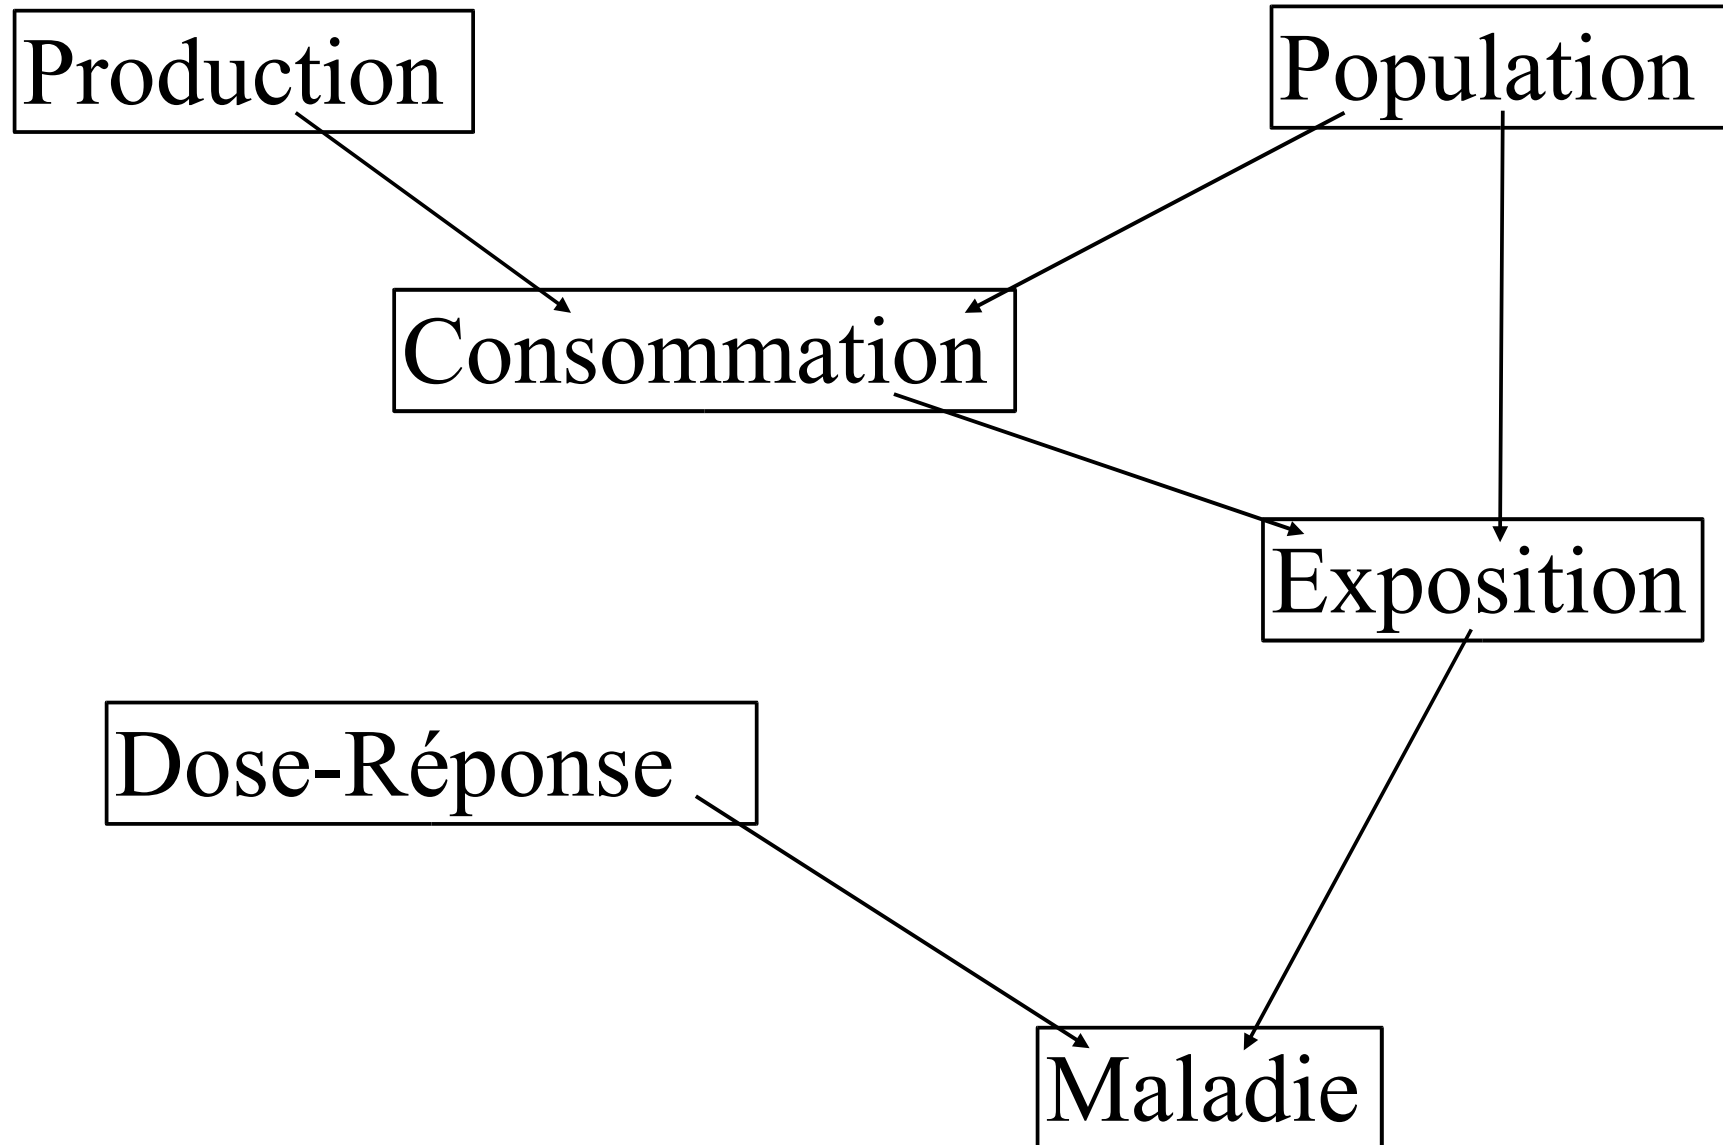 Production
Population
Consommation
Exposition
Dose-Réponse
Maladie